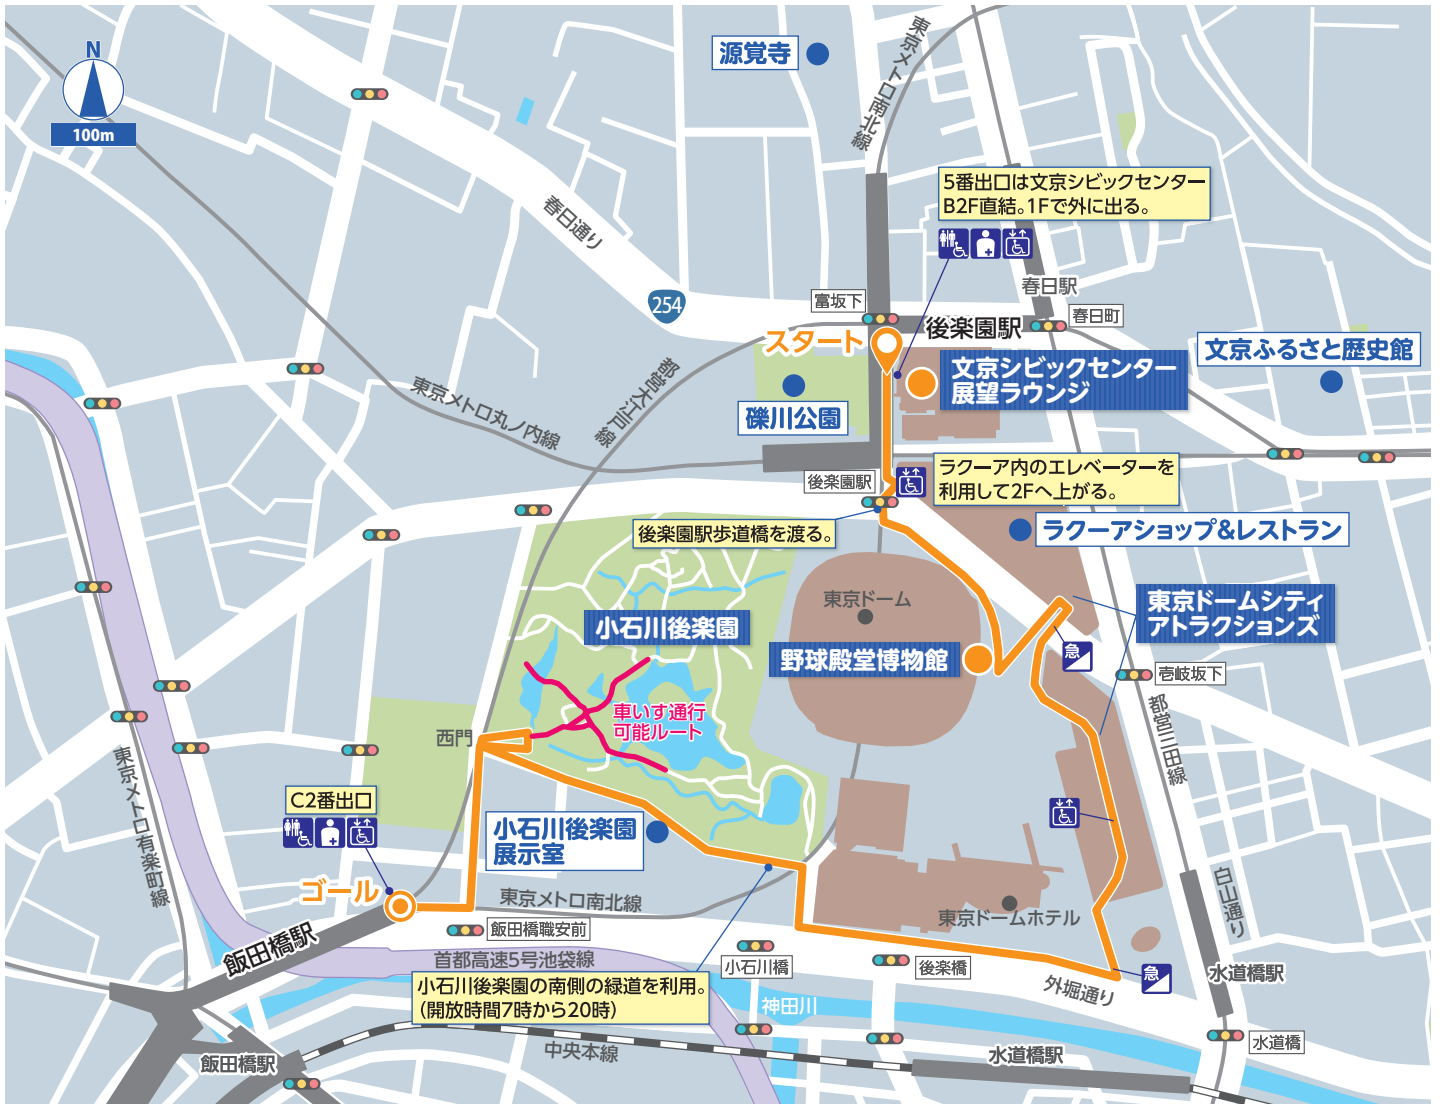 N
100m
源覚寺
東京メトロ南北線
5番出口は文京シビックセンター
B2F直結。1Fで外に出る。
春日通り
254
富坂下
春日駅
春日町
後楽園駅
スタート
文京シビックセンター
展望ラウンジ
文京ふるさと歴史館
都営大江戸線
東京メトロ丸ノ内線
礫川公園
後楽園駅
ラクーア内のエレベーターを
利用して2Fへ上がる。
後楽園駅歩道橋を渡る。
ラクーアショップ&レストラン
東京ドーム
小石川後楽園
東京ドームシティ
アトラクションズ
野球殿堂博物館
急
壱岐坂下
車いす通行
可能ルート
西門
都営三田線
東京メトロ有楽町線
C2番出口
小石川後楽園
展示室
ゴール
東京メトロ南北線
東京ドームホテル
白山通り
飯田橋駅
飯田橋職安前
首都高速5号池袋線
小石川橋
後楽橋
急
水道橋駅
外堀通り
小石川後楽園の南側の緑道を利用。
(開放時間7時から20時)
神田川
水道橋
飯田橋駅
中央本線
水道橋駅